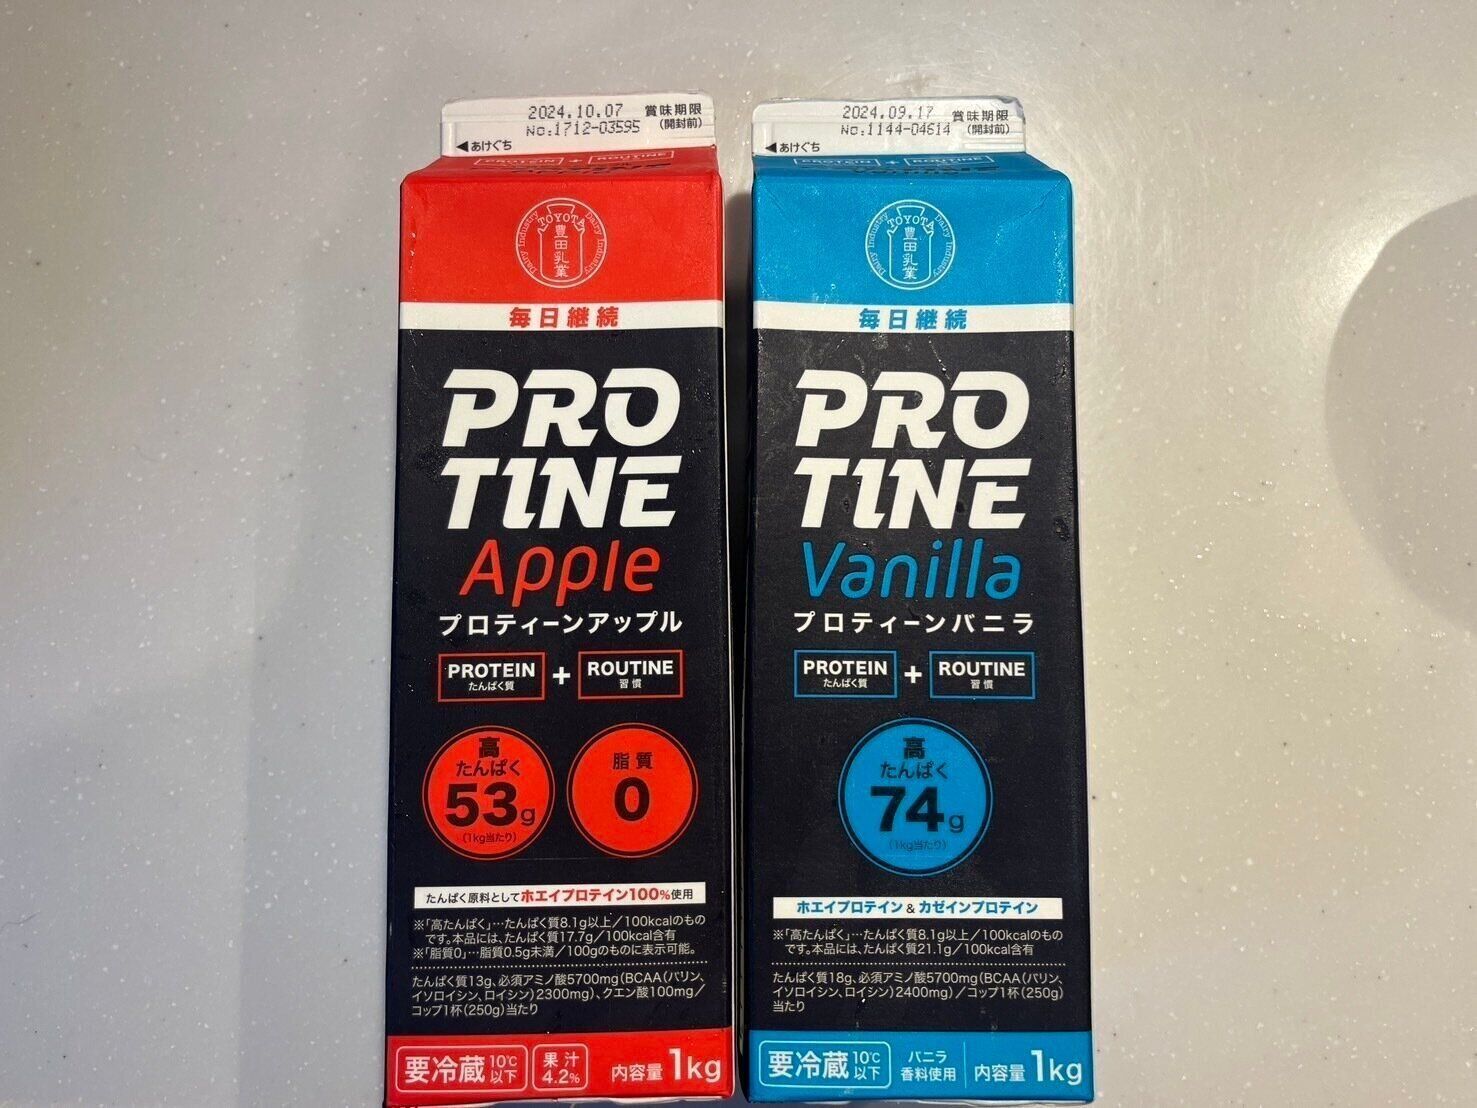 2024.10.07 賞味期限
No:1712-03595 (開封前)
◀あけぐち
PROTEIN + ROUTINE
TOYOTA
Dairy Industry
豊田乳業
Dairy Industry
毎日継続
PRO
TINE
Apple
プロティーンアップル
PROTEIN + ROUTINE
たんぱく質 習慣
高
たんぱく
53g
(1kg当たり)
脂質
0
たんぱく原料としてホエイプロテイン100%使用
※「高たんぱく」…たんぱく質8.1g以上/100kcalのもの
です。本品には、たんぱく質17.7g/100kcal含有
※「脂質0」…脂質0.5g未満/100gのものに表示可能。
たんぱく質13g、必須アミノ酸5700mg(BCAA(バリン、
イソロイシン、ロイシン)2300mg)、クエン酸100mg/
コップ1杯(250g)当たり
要冷蔵 10℃以下
果汁
4.2%
内容量 1kg
2024.09.17 賞味期限
No:1144-04614 (開封前)
◀あけぐち
PROTEIN + ROUTINE
TOYOTA
Dairy Industry
豊田乳業
Dairy Industry
毎日継続
PRO
TINE
Vanilla
プロティーンバニラ
PROTEIN + ROUTINE
たんぱく質 習慣
高
たんぱく
74g
(1kg当たり)
ホエイプロテイン&カゼインプロテイン
※「高たんぱく」…たんぱく質8.1g以上/100kcalのもの
です。本品には、たんぱく質21.1g/100kcal含有
たんぱく質18g、必須アミノ酸5700mg(BCAA(バリン、
イソロイシン、ロイシン)2400mg)/コップ1杯(250g)
当たり
要冷蔵 10℃以下
バニラ
香料使用
内容量 1kg